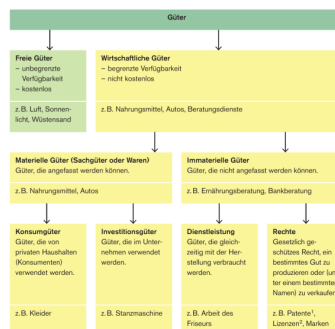 Güter
Freie Güter
– unbegrenzte
Verfügbarkeit
– kostenlos
z.B. Luft, Sonnen-
licht, Wüstensand
Wirtschaftliche Güter
– begrenzte Verfügbarkeit
– nicht kostenlos
z.B. Nahrungsmittel, Autos, Beratungsdienste
Materielle Güter (Sachgüter oder Waren)
Güter, die angefasst werden können.
z.B. Nahrungsmittel, Autos
Immaterielle Güter
Güter, die nicht angefasst werden können.
z.B. Ernährungsberatung, Bankberatung
Konsumgüter
Güter, die von
privaten Haushalten
(Konsumenten)
verwendet werden.
z.B. Kleider
Investitionsgüter
Güter, die im Unter-
nehmen verwendet
werden.
z.B. Stanzmaschine
Dienstleistung
Güter, die gleich-
zeitig mit der Her-
stellung verbraucht
werden.
z.B. Arbeit des
Friseurs
Rechte
Gesetzlich ge-
schützes Recht, ein
bestimmtes Gut zu
produzieren oder (un
ter einem bestimmte
Namen) zu verkaufen
z.B. Patente¹,
Lizenzen², Marken